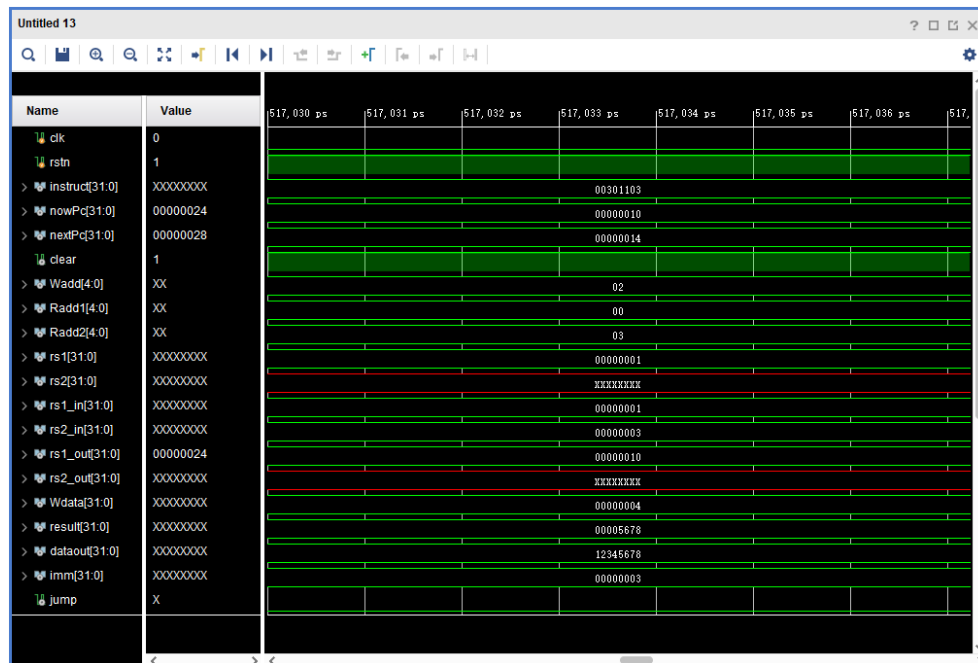 Untitled 13
Name Value 517,030 ps 517,031 ps 517,032 ps 517,033 ps 517,034 ps 517,035 ps 517,036 ps 517,
clk 0
rstn 1
instruct[31:0] XXXXXXXX 00301103
nowPc[31:0] 00000024 00000010
nextPc[31:0] 00000028 00000014
clear 1
Wadd[4:0] XX 02
Radd1[4:0] XX 00
Radd2[4:0] XX 03
rs1[31:0] XXXXXXXX 00000001
rs2[31:0] XXXXXXXX XXXXXXXX
rs1_in[31:0] XXXXXXXX 00000001
rs2_in[31:0] XXXXXXXX 00000003
rs1_out[31:0] 00000024 00000010
rs2_out[31:0] XXXXXXXX XXXXXXXX
Wdata[31:0] XXXXXXXX 00000004
result[31:0] XXXXXXXX 00005678
dataout[31:0] XXXXXXXX 12345678
imm[31:0] XXXXXXXX 00000003
jump X